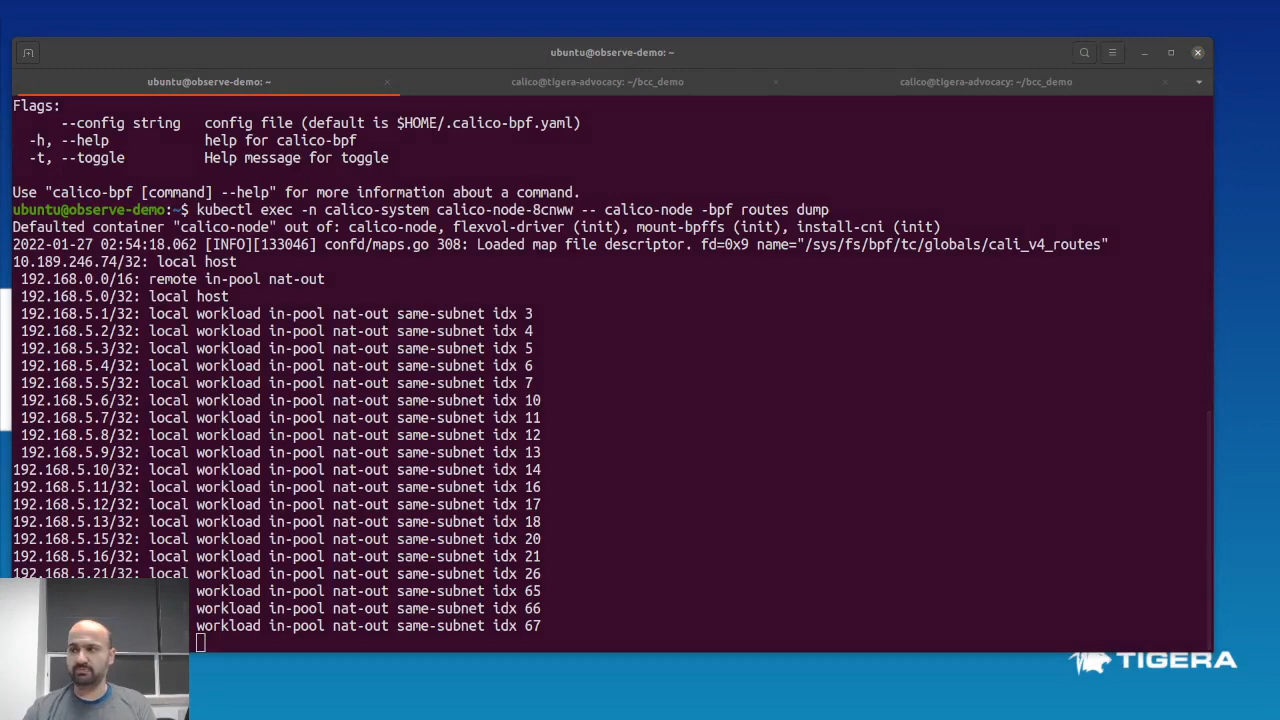 ubuntu@observe-demo: ~
ubuntu@observe-demo: ~
calico@tigera-advocacy: ~/bcc_demo
calico@tigera-advocacy: ~/bcc_demo
Flags:
--config string config file (default is $HOME/.calico-bpf.yaml)
-h, --help help for calico-bpf
-t, --toggle Help message for toggle
Use "calico-bpf [command] --help" for more information about a command.
ubuntu@observe-demo:~$ kubectl exec -n calico-system calico-node-8cnww -- calico-node -bpf routes dump
Defaulted container "calico-node" out of: calico-node, flexvol-driver (init), mount-bpffs (init), install-cni (init)
2022-01-27 02:54:18.062 [INFO][133046] confd/maps.go 308: Loaded map file descriptor. fd=0x9 name="/sys/fs/bpf/tc/globals/cali_v4_routes"
10.189.246.74/32: local host
192.168.0.0/16: remote in-pool nat-out
192.168.5.0/32: local host
192.168.5.1/32: local workload in-pool nat-out same-subnet idx 3
192.168.5.2/32: local workload in-pool nat-out same-subnet idx 4
192.168.5.3/32: local workload in-pool nat-out same-subnet idx 5
192.168.5.4/32: local workload in-pool nat-out same-subnet idx 6
192.168.5.5/32: local workload in-pool nat-out same-subnet idx 7
192.168.5.6/32: local workload in-pool nat-out same-subnet idx 10
192.168.5.7/32: local workload in-pool nat-out same-subnet idx 11
192.168.5.8/32: local workload in-pool nat-out same-subnet idx 12
192.168.5.9/32: local workload in-pool nat-out same-subnet idx 13
192.168.5.10/32: local workload in-pool nat-out same-subnet idx 14
192.168.5.11/32: local workload in-pool nat-out same-subnet idx 16
192.168.5.12/32: local workload in-pool nat-out same-subnet idx 17
192.168.5.13/32: local workload in-pool nat-out same-subnet idx 18
192.168.5.15/32: local workload in-pool nat-out same-subnet idx 20
192.168.5.16/32: local workload in-pool nat-out same-subnet idx 21
192.168.5.21/32: local workload in-pool nat-out same-subnet idx 26
workload in-pool nat-out same-subnet idx 65
workload in-pool nat-out same-subnet idx 66
workload in-pool nat-out same-subnet idx 67
TIGERA